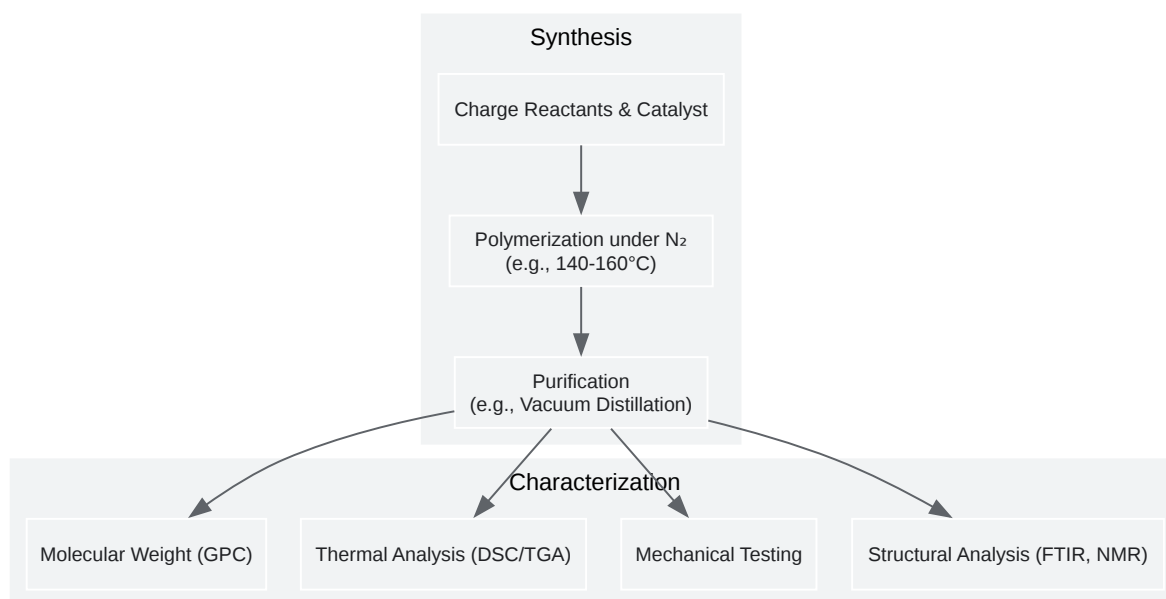 Synthesis
Charge Reactants & Catalyst
Polymerization under N₂
(e.g., 140-160°C)
Purification
(e.g., Vacuum Distillation)
Characterization
Molecular Weight (GPC)
Thermal Analysis (DSC/TGA)
Mechanical Testing
Structural Analysis (FTIR, NMR)